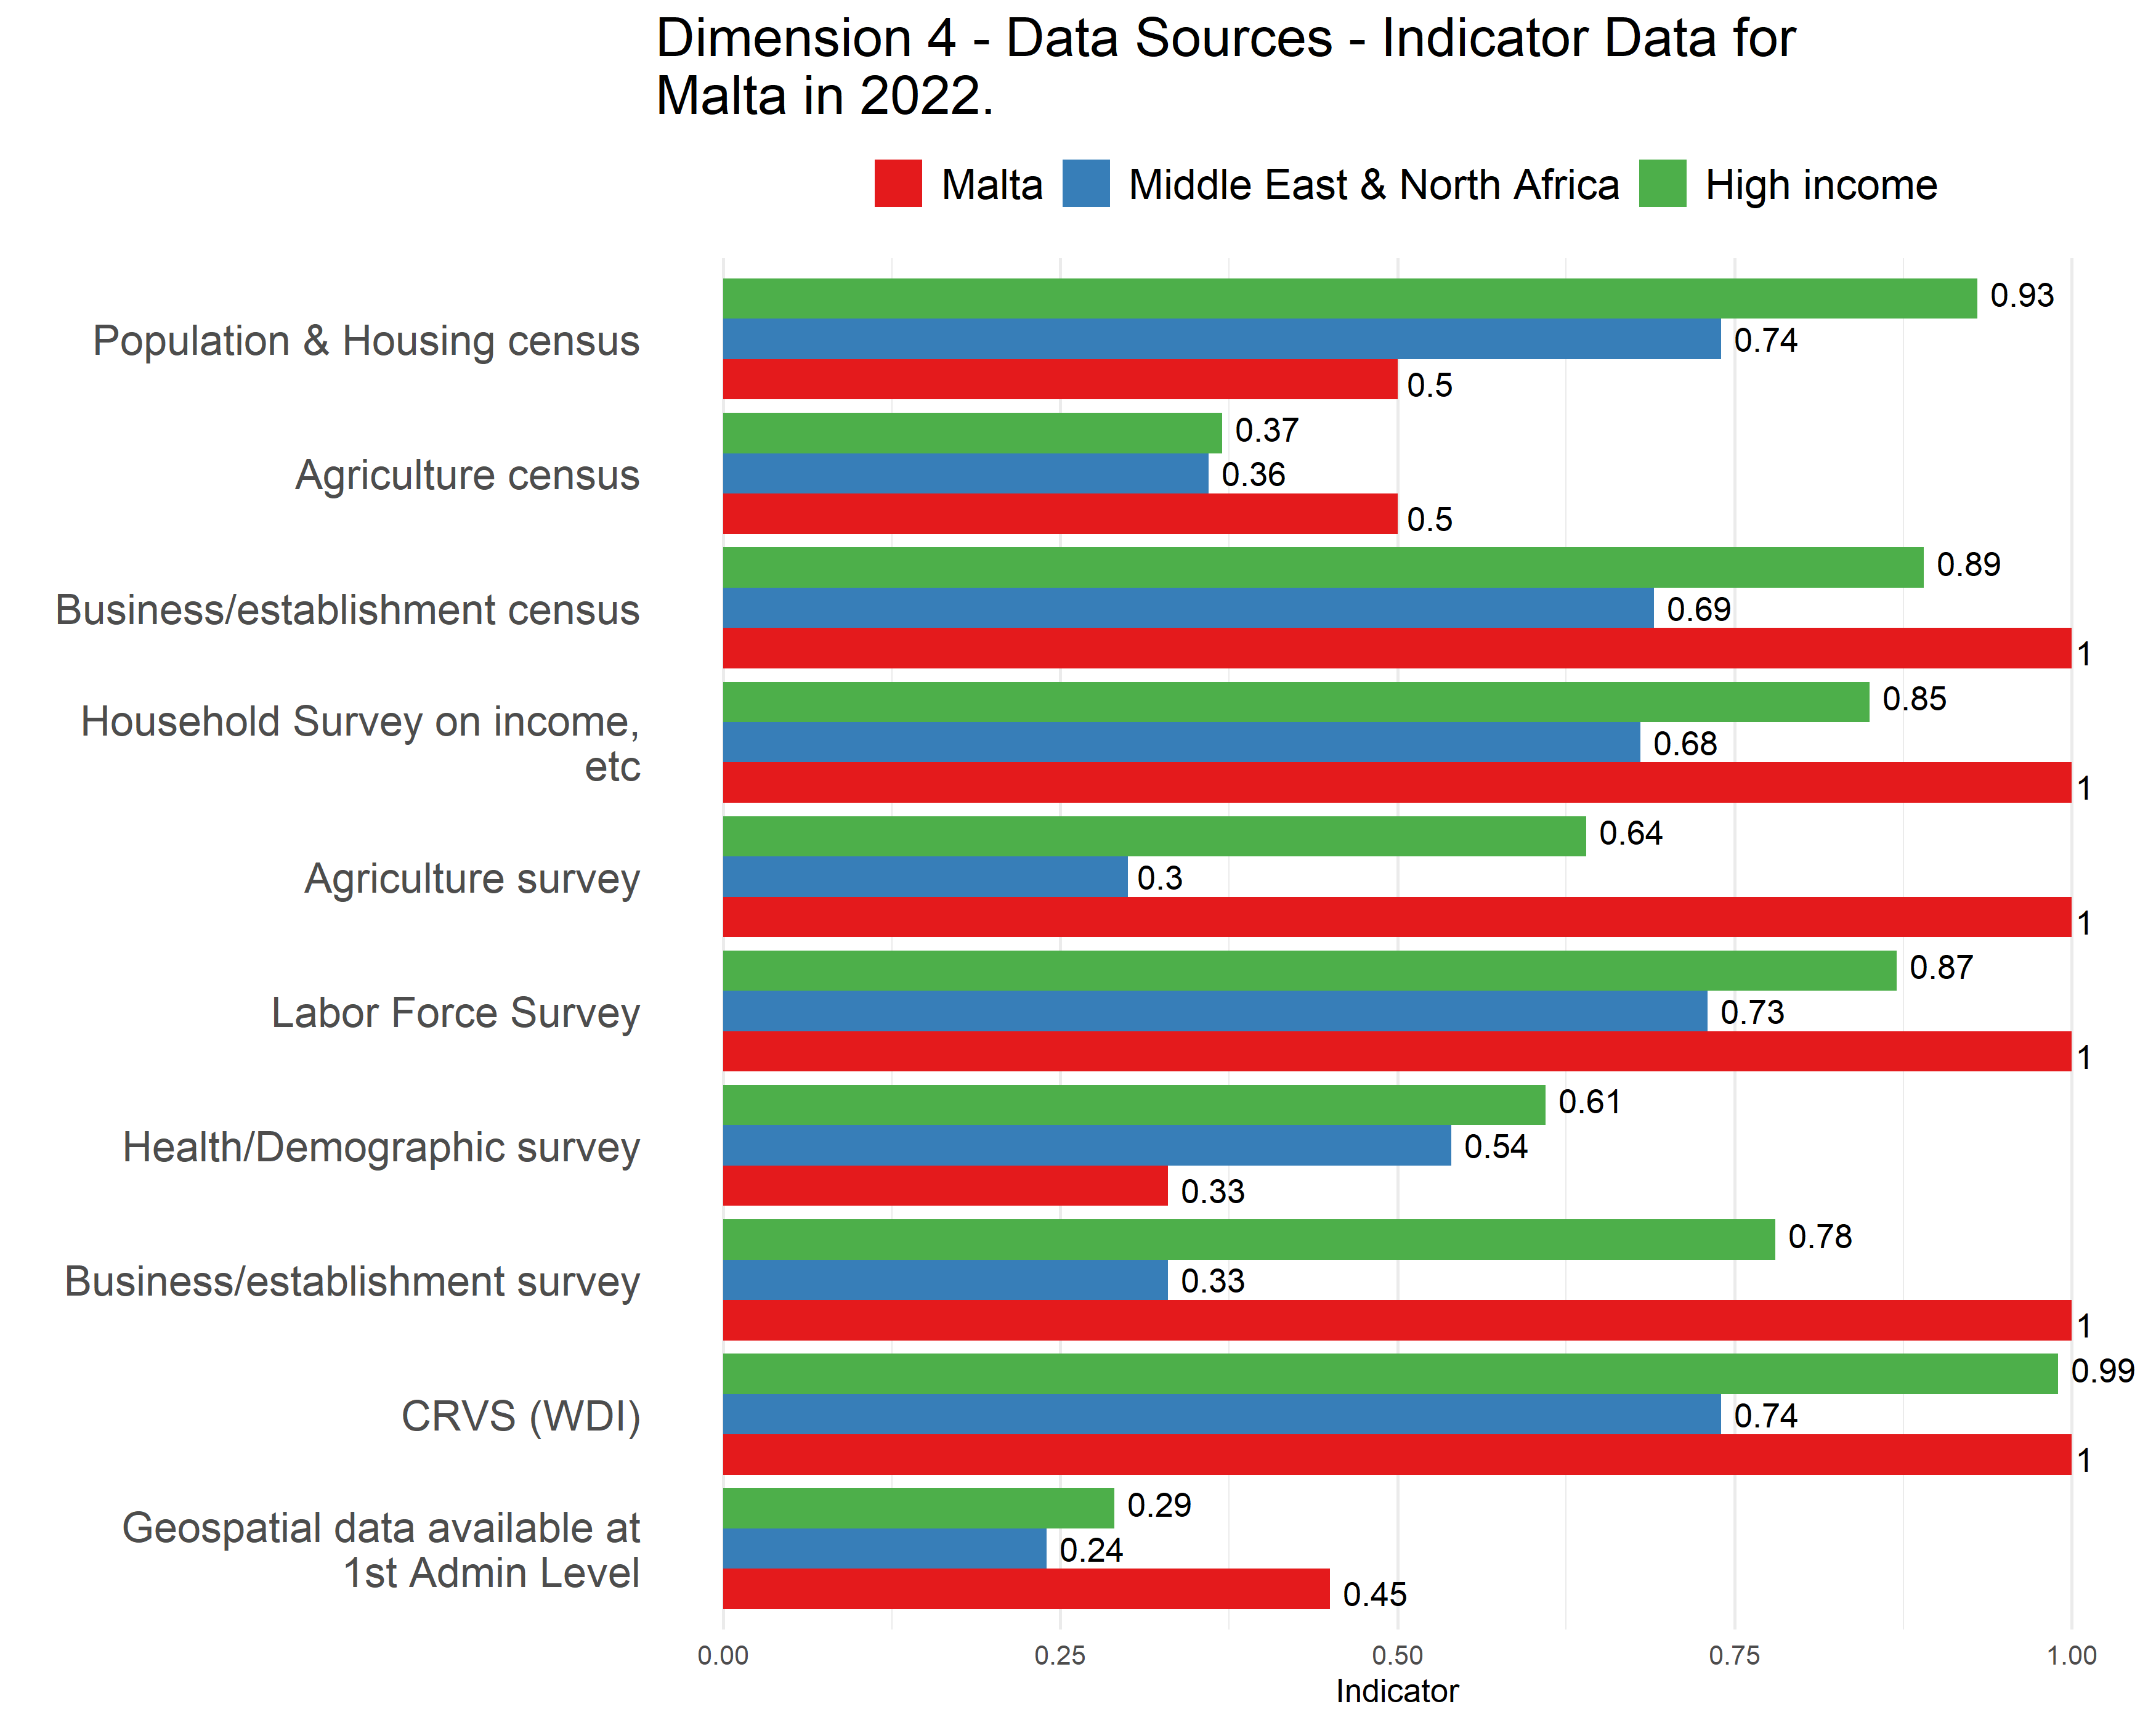 Dimension 4 - Data Sources - Indicator Data for
Malta in 2022.
Malta Middle East & North Africa High income
Population & Housing census
0.93
0.74
0.5
Agriculture census
0.37
0.36
0.5
Business/establishment census
0.89
0.69
1
Household Survey on income,
etc
0.85
0.68
1
Agriculture survey
0.64
0.3
1
Labor Force Survey
0.87
0.73
1
Health/Demographic survey
0.61
0.54
0.33
Business/establishment survey
0.78
0.33
1
CRVS (WDI)
0.99
0.74
1
Geospatial data available at
1st Admin Level
0.29
0.24
0.45
0.00 0.25 0.50 0.75 1.00
Indicator